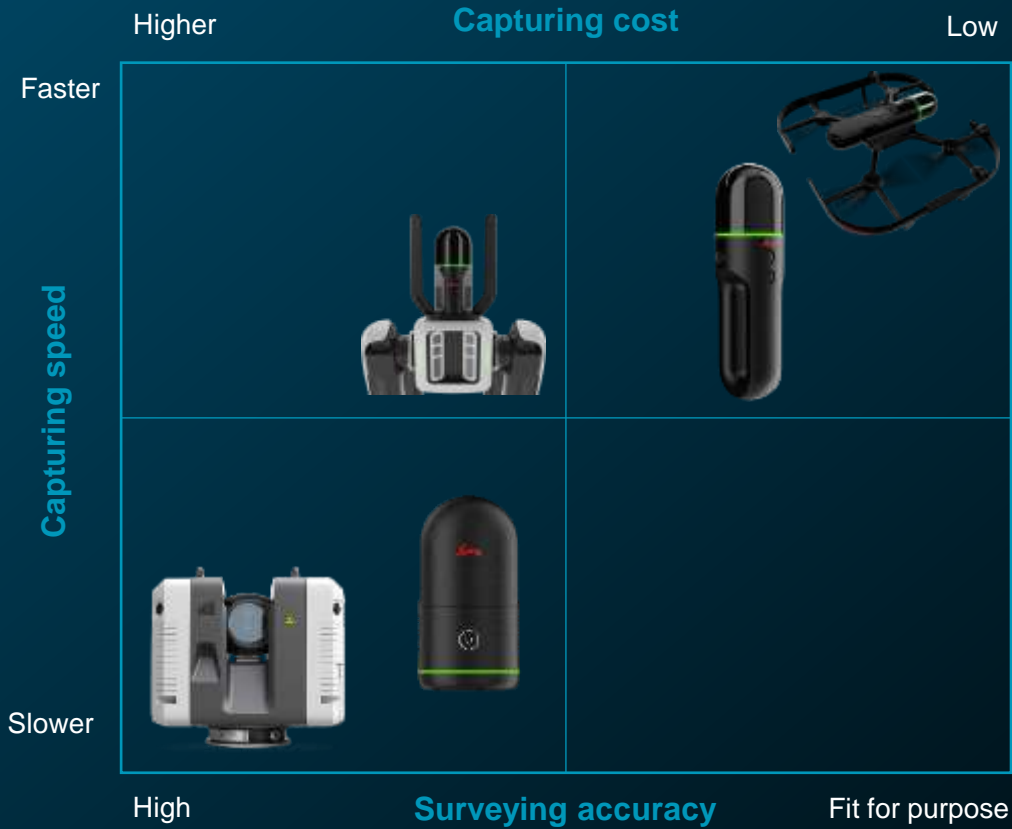 Higher
Capturing cost
Low
Faster
Capturing speed
Slower
High
Surveying accuracy
Fit for purpose